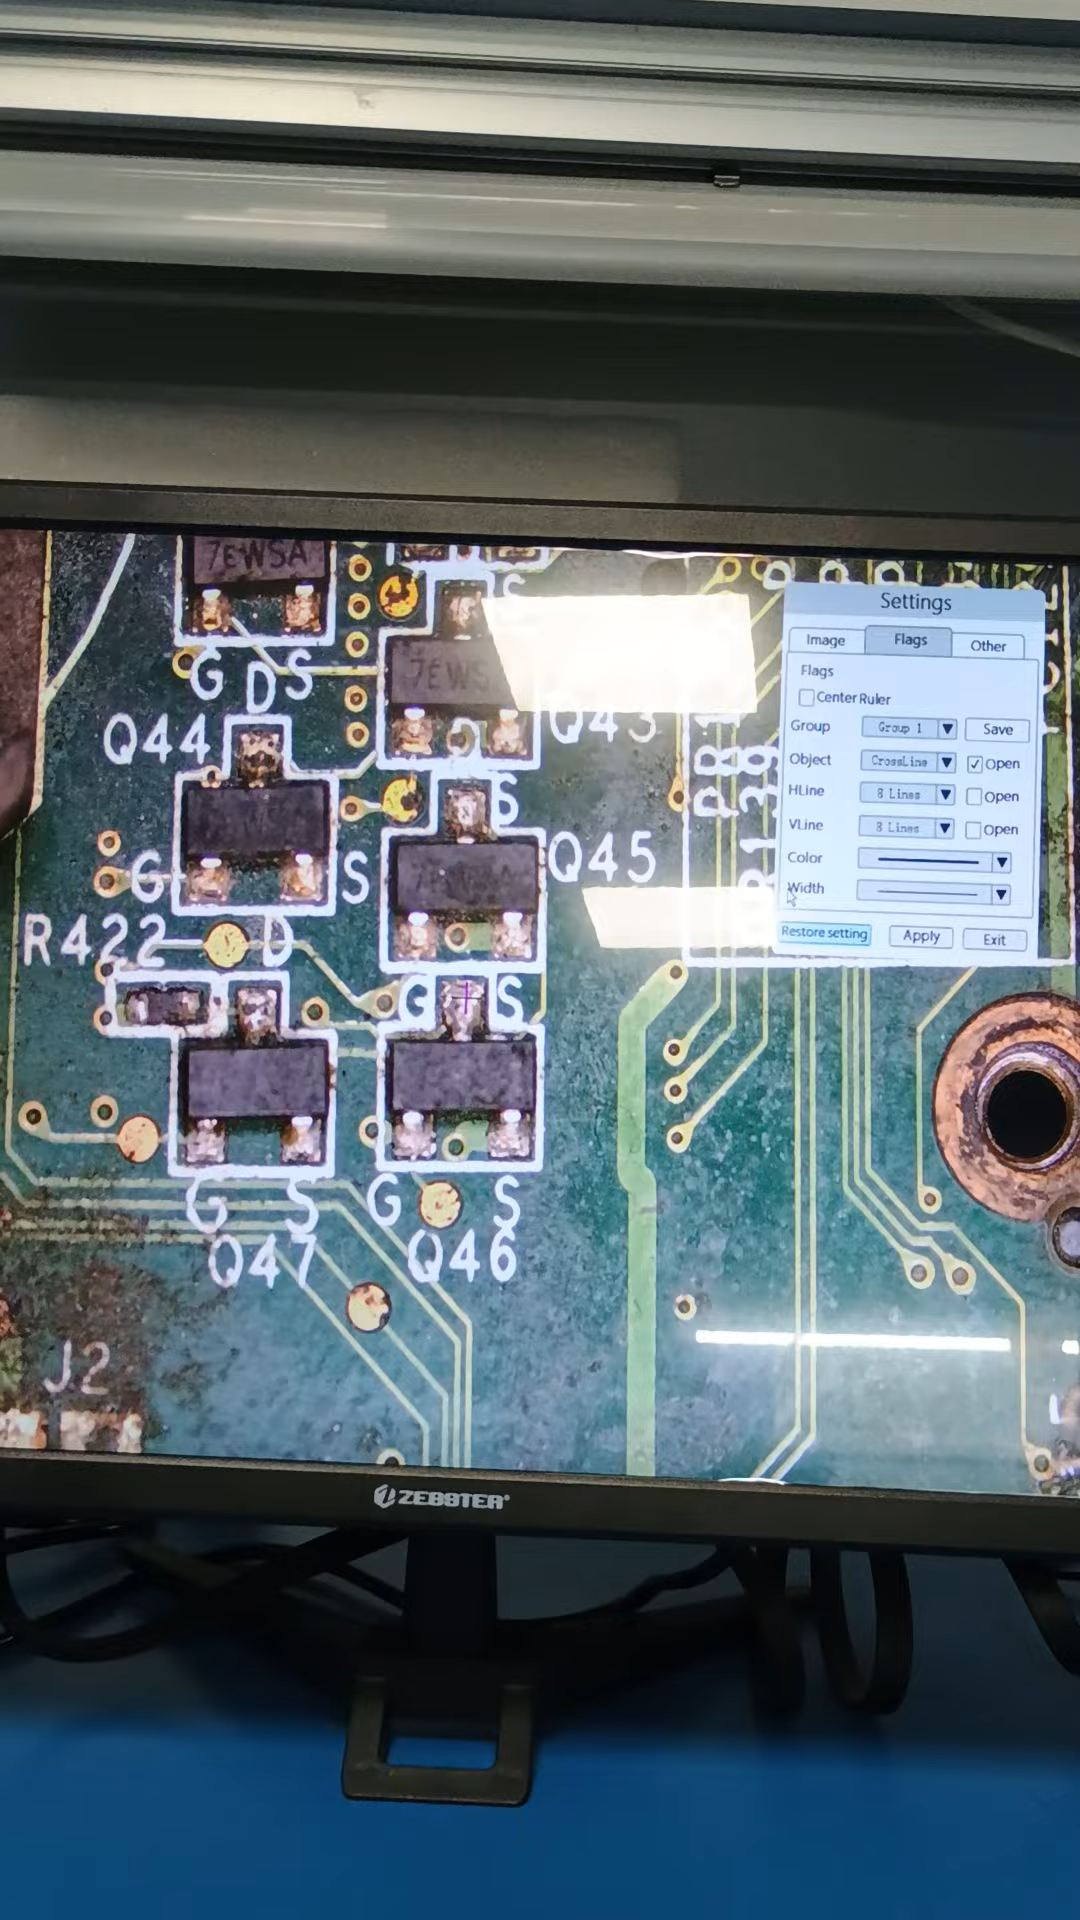 7EWSA
G
D
S
Q44
7EWS
Q43
S
G
S
Q45
R422
D
G
S
G
S
Q47
G
S
Q46
J2
Settings
Image
Flags
Other
Flags
Center Ruler
Group
Group 1
Save
Object
CrossLine
Open
HLine
8 Lines
Open
VLine
8 Lines
Open
Color
Width
Restore setting
Apply
Exit
ZEBSTER